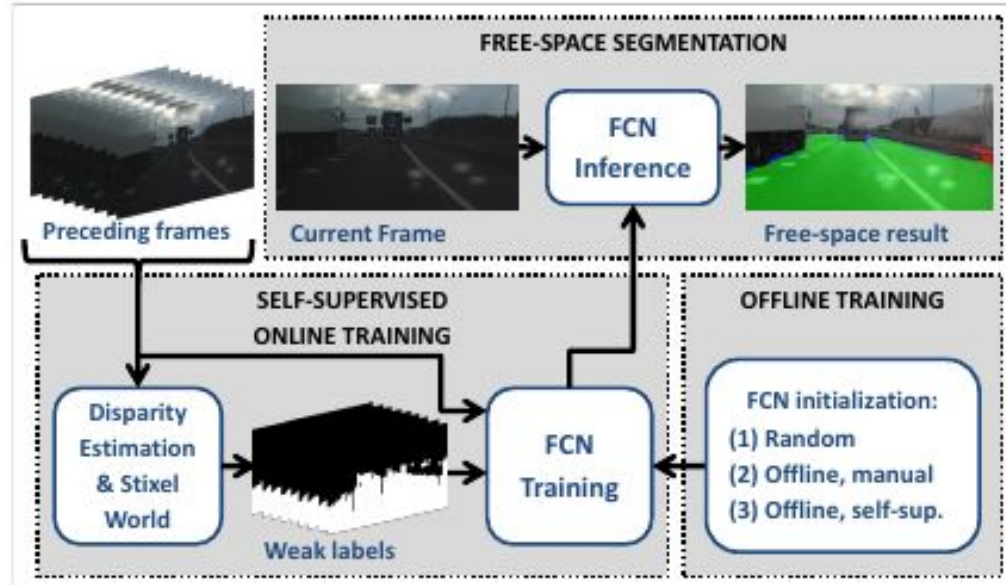 FREE-SPACE SEGMENTATION
FCN
Inference
Preceding frames
Current Frame
Free-space result
SELF-SUPERVISED
ONLINE TRAINING
OFFLINE TRAINING
Disparity
Estimation
& Stixel
World
Weak labels
FCN
Training
FCN initialization:
(1) Random
(2) Offline, manual
(3) Offline, self-sup.